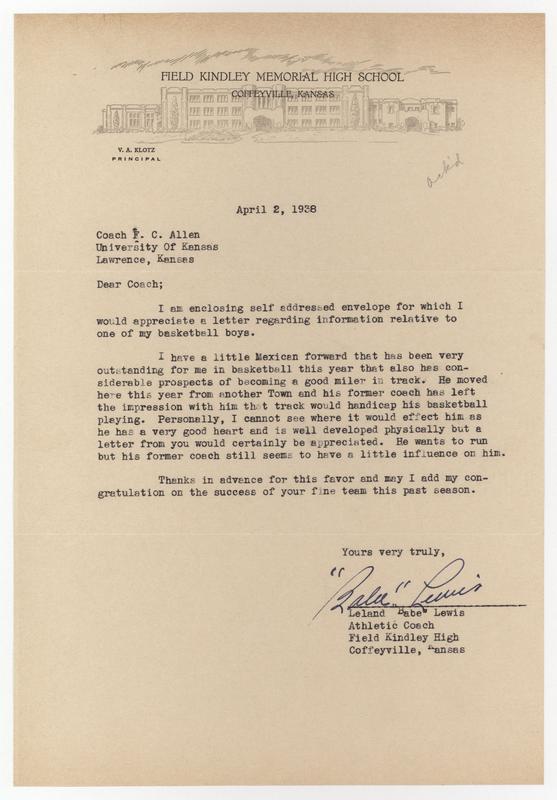 FIELD KINDLEY MEMORIAL HIGH SCHOOL
COFFEYVILLE, KANSAS
V. A. KLOTZ
PRINCIPAL
ack'd
April 2, 1938
Coach F. C. Allen
University Of Kansas
Lawrence, Kansas
Dear Coach;
I am enclosing self addressed envelope for which I
would appreciate a letter regarding information relative to
one of my basketball boys.
I have a little Mexican forward that has been very
outstanding for me in basketball this year that also has con-
siderable prospects of becoming a good miler in track. He moved
here this year from another Town and his former coach has left
the impression with him that track would handicap his basketball
playing. Personally, I cannot see where it would effect him as
he has a very good heart and is well developed physically but a
letter from you would certainly be appreciated. He wants to run
but his former coach still seems to have a little influence on him.
Thanks in advance for this favor and may I add my con-
gratulation on the success of your fine team this past season.
Yours very truly,
"Babe" Lewis
Leland "Babe" Lewis
Athletic Coach
Field Kindley High
Coffeyville, Kansas